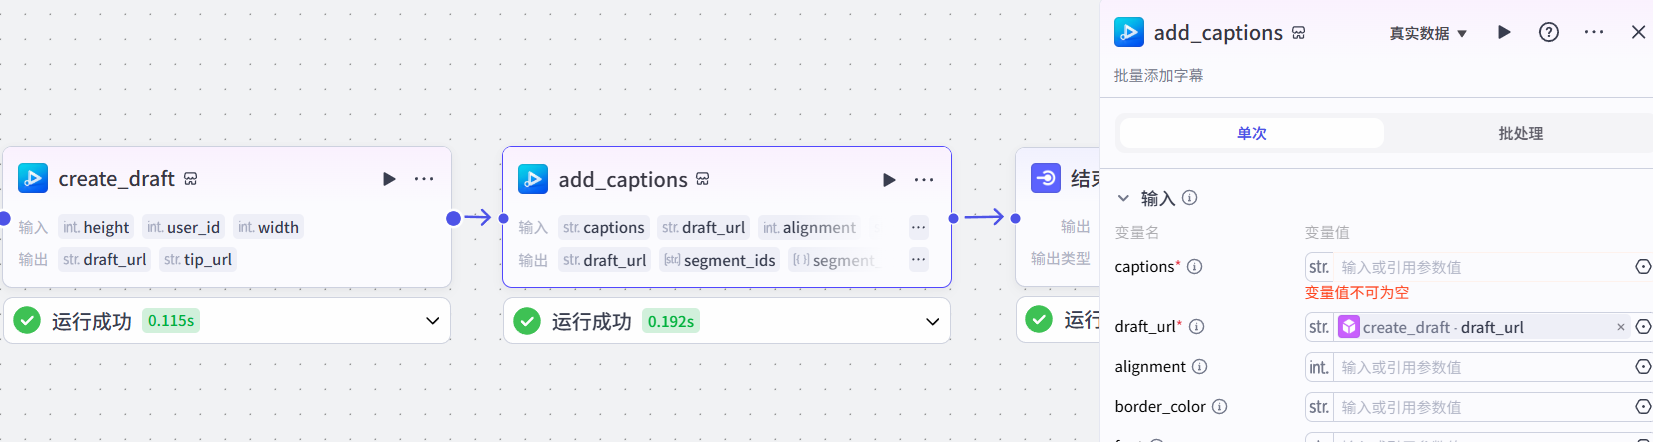 create_draft
输入 int. height int. user_id int. width
输出 str. draft_url str. tip_url
运行成功 0.115s
add_captions
输入 str. captions str. draft_url int. alignment ...
输出 str. draft_url [str] segment_ids [{}] segment_ ...
运行成功 0.192s
结束
输出
输出类型
运行
add_captions 真实数据
批量添加字幕
单次 批处理
输入
变量名 变量值
captions* str. 输入或引用参数值
变量值不可为空
draft_url* str. create_draft - draft_url
alignment int. 输入或引用参数值
border_color str. 输入或引用参数值